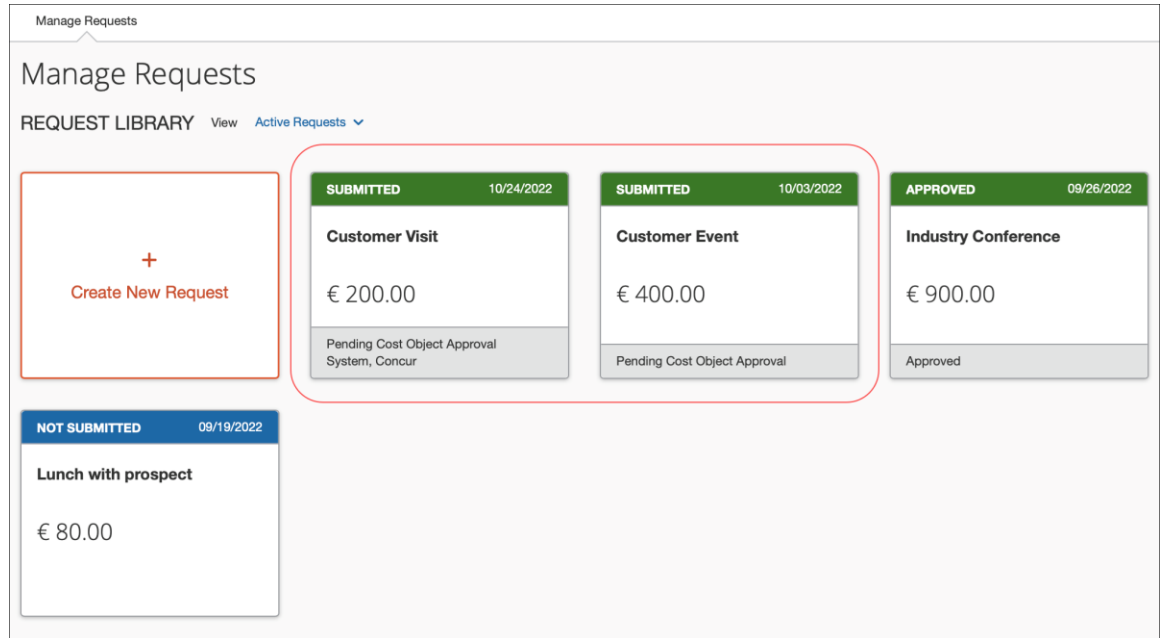 Manage Requests
Manage Requests
REQUEST LIBRARY View Active Requests
+
Create New Request
SUBMITTED 10/24/2022
Customer Visit
€ 200.00
Pending Cost Object Approval
System, Concur
SUBMITTED 10/03/2022
Customer Event
€ 400.00
Pending Cost Object Approval
APPROVED 09/26/2022
Industry Conference
€ 900.00
Approved
NOT SUBMITTED 09/19/2022
Lunch with prospect
€ 80.00